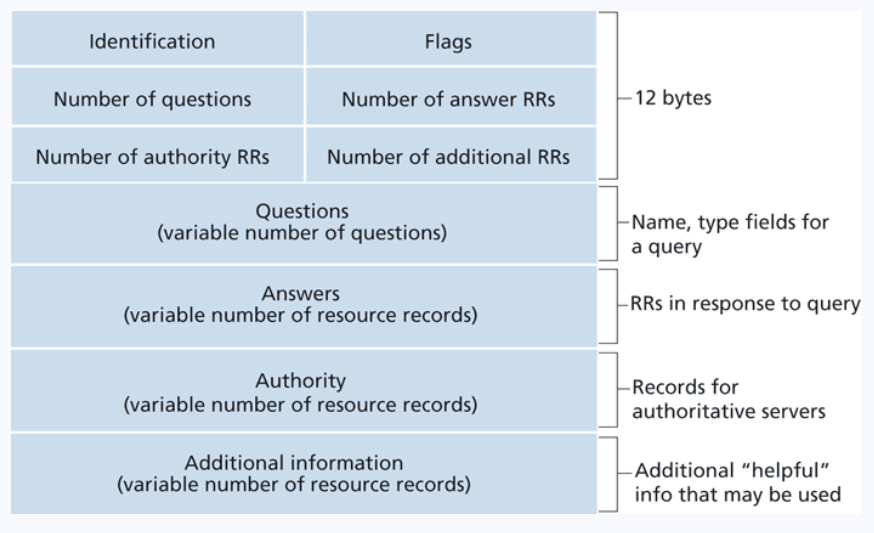 Identification
Flags
Number of questions
Number of answer RRs
12 bytes
Number of authority RRs
Number of additional RRs
Questions
(variable number of questions)
Name, type fields for
a query
Answers
(variable number of resource records)
RRs in response to query
Authority
(variable number of resource records)
Records for
authoritative servers
Additional information
(variable number of resource records)
Additional “helpful”
info that may be used